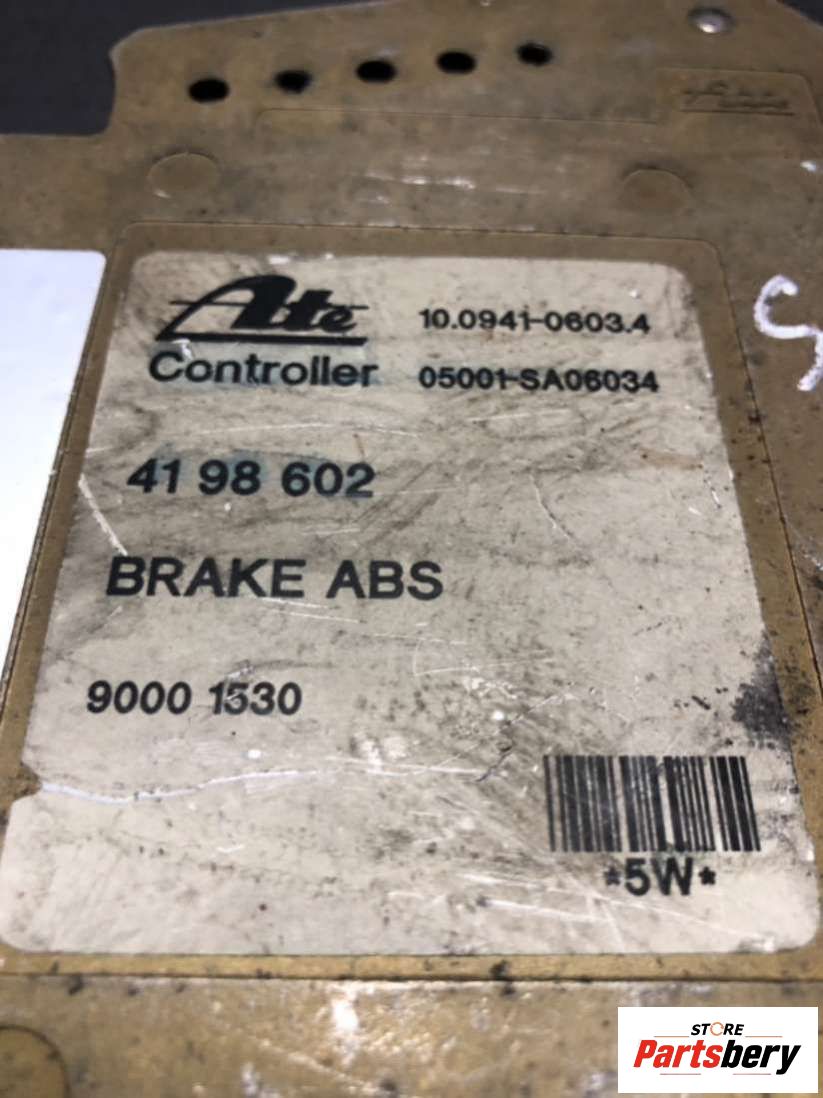 Ate 10.0941-0603.4
Controller 05001-SA06034
41 98 602
BRAKE ABS
9000 1530
*5W*
STORE
Partsbery